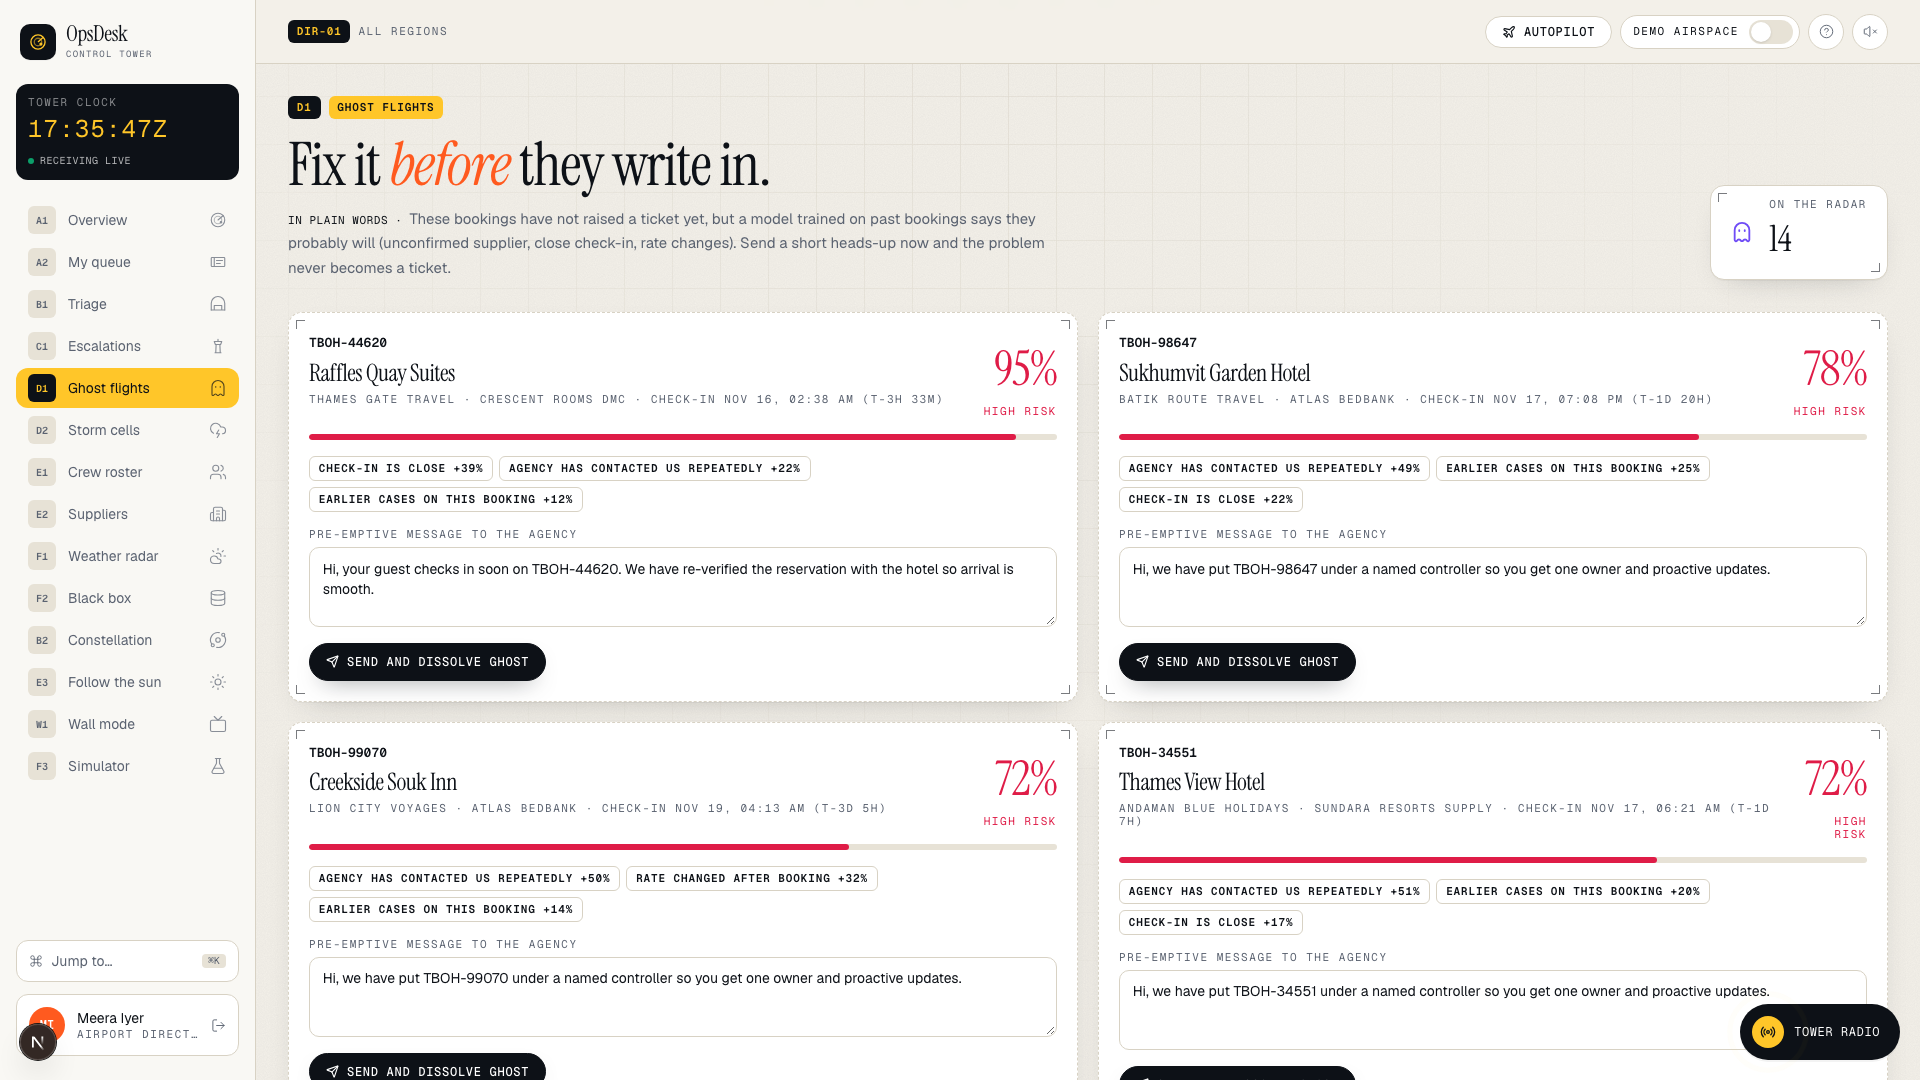 OpsDesk
CONTROL TOWER
TOWER CLOCK
17:35:47Z
RECEIVING LIVE
A1 Overview
A2 My queue
B1 Triage
C1 Escalations
D1 Ghost flights
D2 Storm cells
E1 Crew roster
E2 Suppliers
F1 Weather radar
F2 Black box
B2 Constellation
E3 Follow the sun
W1 Wall mode
F3 Simulator
⌘ Jump to… ⌘K
Meera Iyer
AIRPORT DIRECT…
N
DIR-01 ALL REGIONS
AUTOPILOT
DEMO AIRSPACE
D1 GHOST FLIGHTS
Fix it before they write in.
IN PLAIN WORDS · These bookings have not raised a ticket yet, but a model trained on past bookings says they
probably will (unconfirmed supplier, close check-in, rate changes). Send a short heads-up now and the problem
never becomes a ticket.
ON THE RADAR
14
TBOH-44620
Raffles Quay Suites
THAMES GATE TRAVEL · CRESCENT ROOMS DMC · CHECK-IN NOV 16, 02:38 AM (T-3H 33M)
95%
HIGH RISK
CHECK-IN IS CLOSE +39%
AGENCY HAS CONTACTED US REPEATEDLY +22%
EARLIER CASES ON THIS BOOKING +12%
PRE-EMPTIVE MESSAGE TO THE AGENCY
Hi, your guest checks in soon on TBOH-44620. We have re-verified the reservation with the hotel so arrival is
smooth.
SEND AND DISSOLVE GHOST
TBOH-98647
Sukhumvit Garden Hotel
BATIK ROUTE TRAVEL · ATLAS BEDBANK · CHECK-IN NOV 17, 07:08 PM (T-1D 20H)
78%
HIGH RISK
AGENCY HAS CONTACTED US REPEATEDLY +49%
EARLIER CASES ON THIS BOOKING +25%
CHECK-IN IS CLOSE +22%
PRE-EMPTIVE MESSAGE TO THE AGENCY
Hi, we have put TBOH-98647 under a named controller so you get one owner and proactive updates.
SEND AND DISSOLVE GHOST
TBOH-99070
Creekside Souk Inn
LION CITY VOYAGES · ATLAS BEDBANK · CHECK-IN NOV 19, 04:13 AM (T-3D 5H)
72%
HIGH RISK
AGENCY HAS CONTACTED US REPEATEDLY +50%
RATE CHANGED AFTER BOOKING +32%
EARLIER CASES ON THIS BOOKING +14%
PRE-EMPTIVE MESSAGE TO THE AGENCY
Hi, we have put TBOH-99070 under a named controller so you get one owner and proactive updates.
SEND AND DISSOLVE GHOST
TBOH-34551
Thames View Hotel
ANDAMAN BLUE HOLIDAYS · SUNDARA RESORTS SUPPLY · CHECK-IN NOV 17, 06:21 AM (T-1D
7H)
72%
HIGH
RISK
AGENCY HAS CONTACTED US REPEATEDLY +51%
EARLIER CASES ON THIS BOOKING +20%
CHECK-IN IS CLOSE +17%
PRE-EMPTIVE MESSAGE TO THE AGENCY
Hi, we have put TBOH-34551 under a named controller so you get one owner and proactive updates.
TOWER RADIO